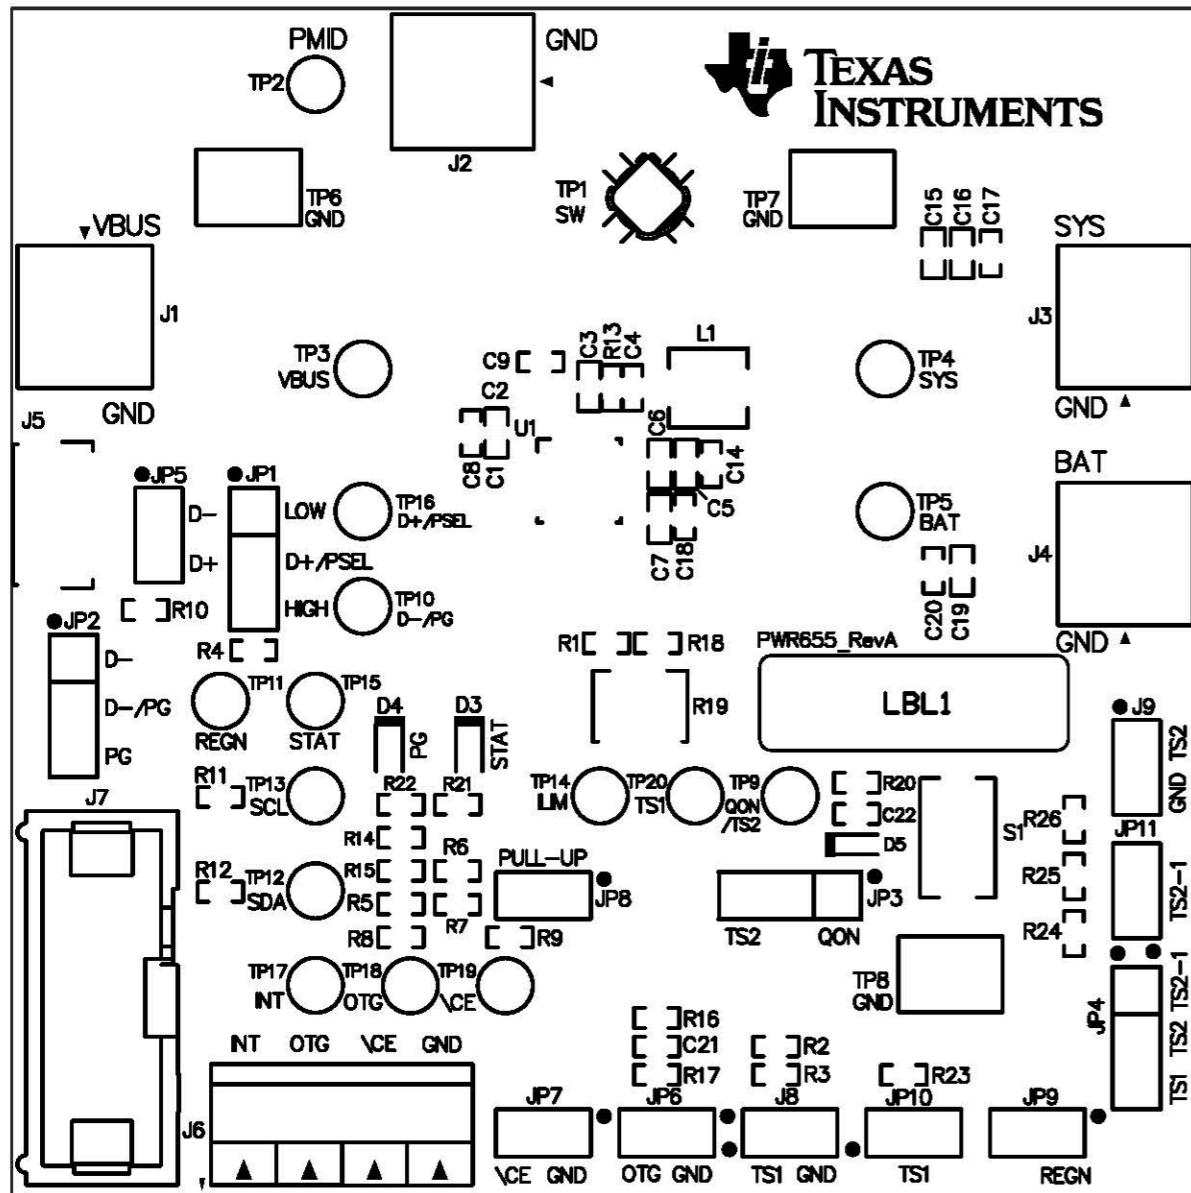 PMID
GND
TP2
J2
TEXAS
INSTRUMENTS
TP6
GND
TP1
SW
TP7
GND
C15
C16
C17
VBUS
SYS
J1
J3
TP3
VBUS
C9
C3
R13
C4
L1
TP4
SYS
GND
GND
J5
C2
U1
C6
C8
C1
C14
C5
BAT
JP5
JP1
D-
D+
LOW
D+/PSEL
HIGH
TP16
D+/PSEL
TP10
D-/PG
C7
C18
TP5
BAT
J4
C20
C19
GND
R10
JP2
R4
D-
D-/PG
PG
TP11
REGN
TP15
STAT
D4
PG
D3
STAT
R1
R18
R19
PWR655_RevA
LBL1
J9
TS2
GND
R11
TP13
SCL
R22
R21
TP14
ILIM
TP20
TS1
TP9
QON
/TS2
R20
C22
D5
S1
R26
R25
R24
JP11
TS2-1
J7
R14
R15
R5
R8
R6
R7
PULL-UP
JP8
R9
JP3
TS2
QON
R12
TP12
SDA
TP17
INT
TP18
OTG
TP19
\CE
TP8
GND
JP4
TS2-1
TS2
TS1
INT
OTG
\CE
GND
R16
C21
R17
R2
R3
R23
J6
JP7
JP6
J8
JP10
JP9
\CE
GND
OTG
GND
TS1
GND
TS1
REGN